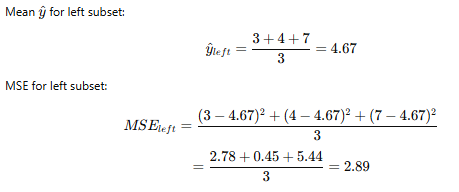 Mean ŷ for left subset:
ŷ_left = (3 + 4 + 7) / 3 = 4.67
MSE for left subset:
MSE_left = ((3 − 4.67)² + (4 − 4.67)² + (7 − 4.67)²) / 3
= (2.78 + 0.45 + 5.44) / 3 = 2.89